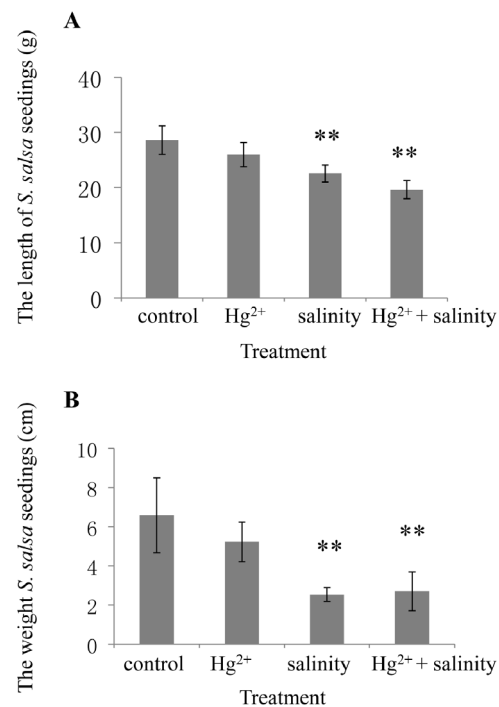 A
The length of S. salsa seedings (g)
40
30
20
10
0
**
**
control Hg²⁺ salinity Hg²⁺ + salinity
Treatment
B
The weight S. salsa seedings (cm)
10
8
6
4
2
0
**
**
control Hg²⁺ salinity Hg²⁺ + salinity
Treatment